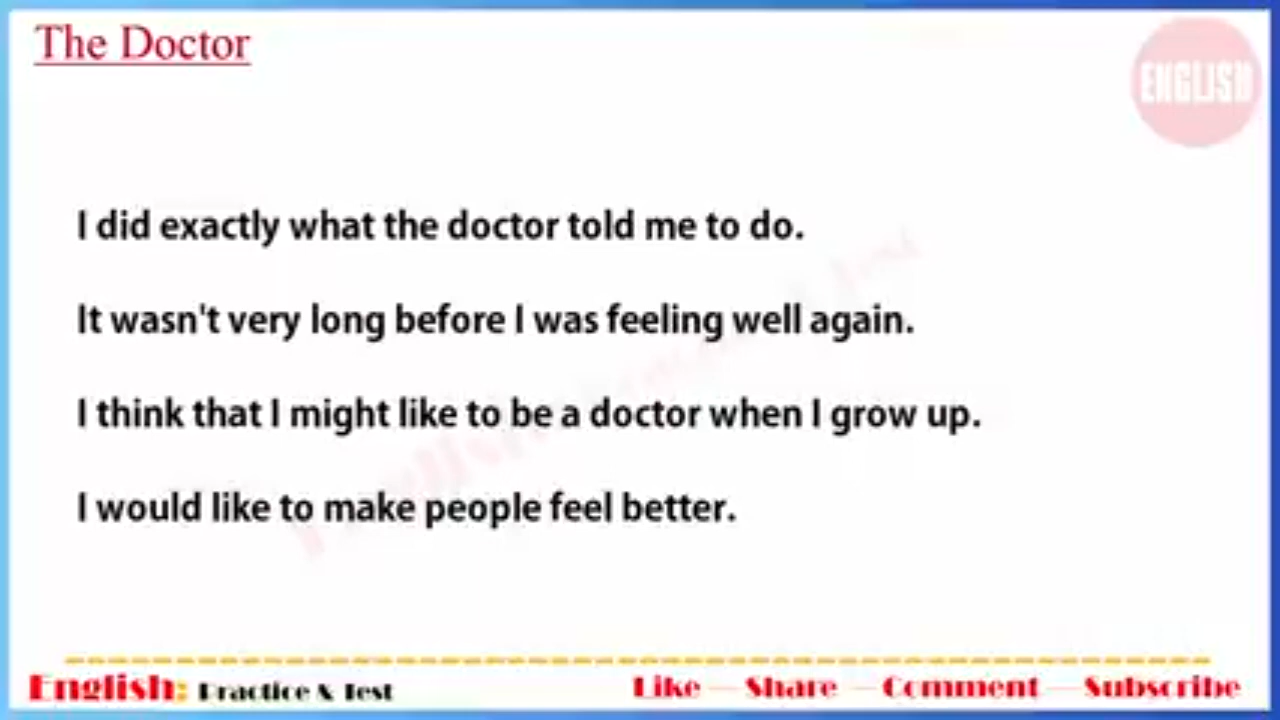 The Doctor
ENGLISH
I did exactly what the doctor told me to do.
It wasn't very long before I was feeling well again.
I think that I might like to be a doctor when I grow up.
I would like to make people feel better.
English: Practice & Test
Like — Share — Comment — Subscribe